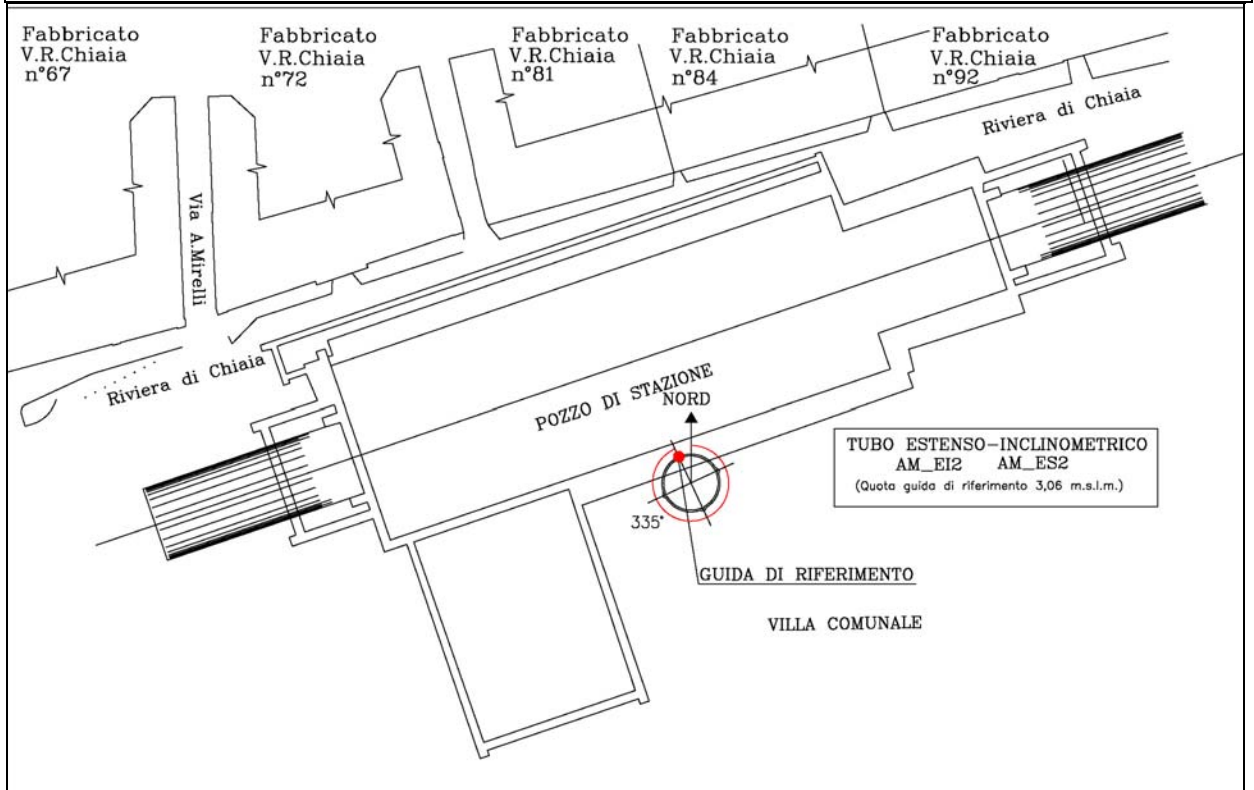 Fabbricato
V.R.Chiaia
n°67
Fabbricato
V.R.Chiaia
n°72
Fabbricato
V.R.Chiaia
n°81
Fabbricato
V.R.Chiaia
n°84
Fabbricato
V.R.Chiaia
n°92
Riviera di Chiaia
Via A.Mirelli
Riviera di Chiaia
POZZO DI STAZIONE
NORD
TUBO ESTENSO-INCLINOMETRICO
AM_EI2 AM_ES2
(Quota guida di riferimento 3,06 m.s.l.m.)
335°
GUIDA DI RIFERIMENTO
VILLA COMUNALE